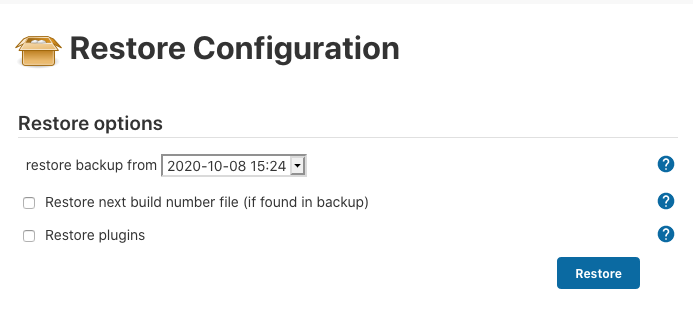 Restore Configuration
Restore options
restore backup from 2020-10-08 15:24
?
Restore next build number file (if found in backup)
?
Restore plugins
?
Restore